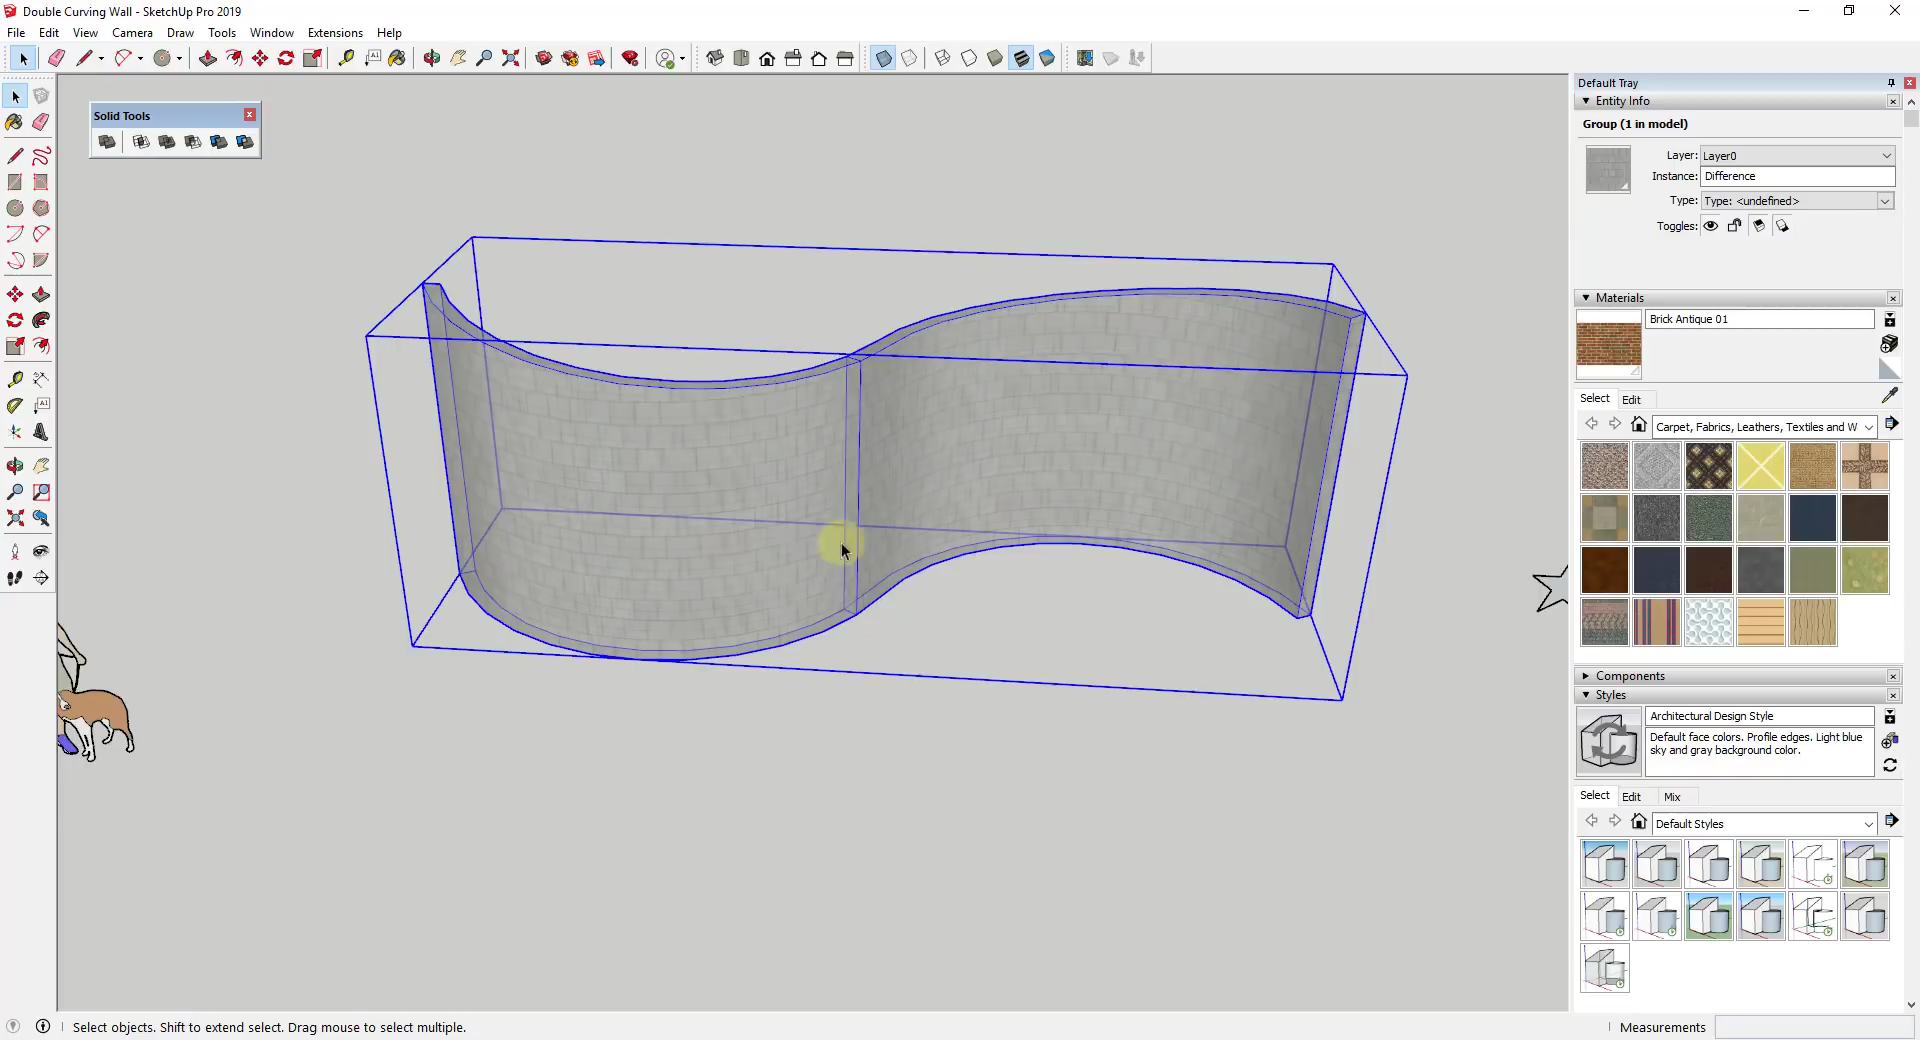 Double Curving Wall - SketchUp Pro 2019
File Edit View Camera Draw Tools Window Extensions Help
Solid Tools
Default Tray
Entity Info
Group (1 in model)
Layer: Layer0
Instance: Difference
Type: Type: <undefined>
Toggles:
Materials
Brick Antique 01
Select Edit
Carpet, Fabrics, Leathers, Textiles and W
Components
Styles
Architectural Design Style
Default face colors. Profile edges. Light blue
sky and gray background color.
Select Edit Mix
Default Styles
Select objects. Shift to extend select. Drag mouse to select multiple.
Measurements